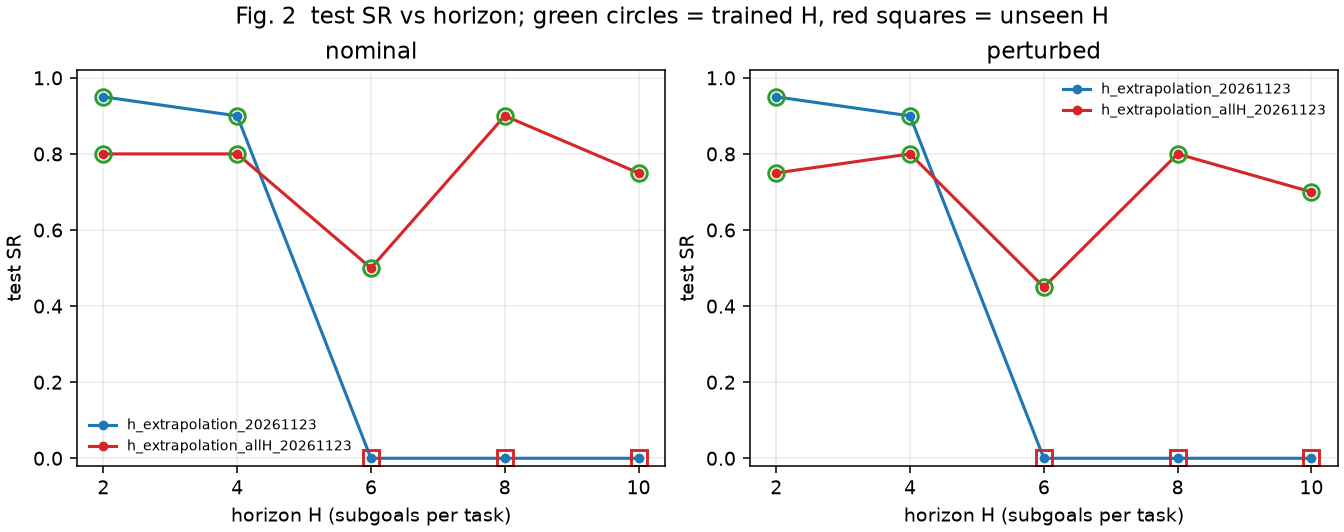 Fig. 2  test SR vs horizon; green circles = trained H, red squares = unseen H
nominal
1.0
0.8
0.6
0.4
0.2
0.0
test SR
h_extrapolation_20261123
h_extrapolation_allH_20261123
2 4 6 8 10
horizon H (subgoals per task)
perturbed
1.0
0.8
0.6
0.4
0.2
0.0
test SR
h_extrapolation_20261123
h_extrapolation_allH_20261123
2 4 6 8 10
horizon H (subgoals per task)